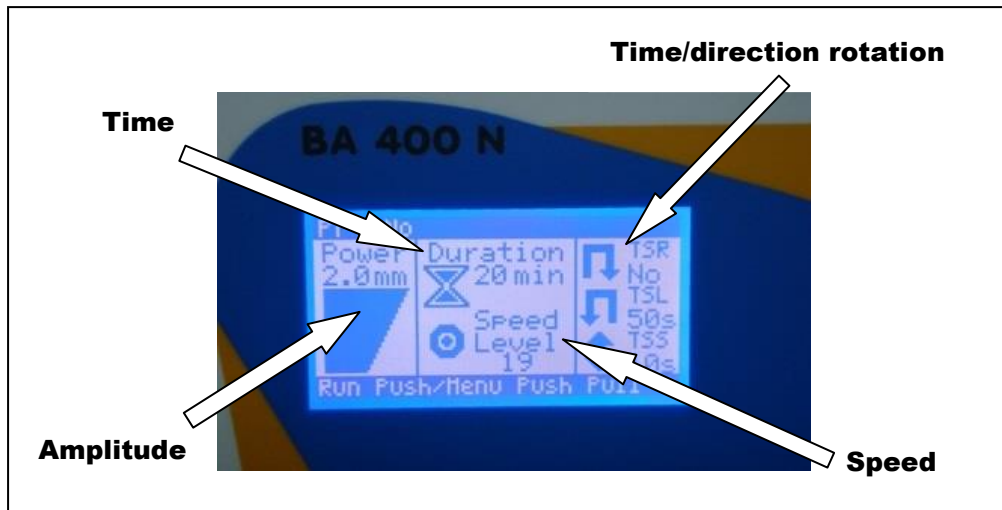 Time/direction rotation
Time
BA 400 N
No
Power
2.0mm
Duration
20 min
Speed
Level
19
TSR
No
TSL
50s
TSS
Run Push/Menu Push Pull
Amplitude
Speed